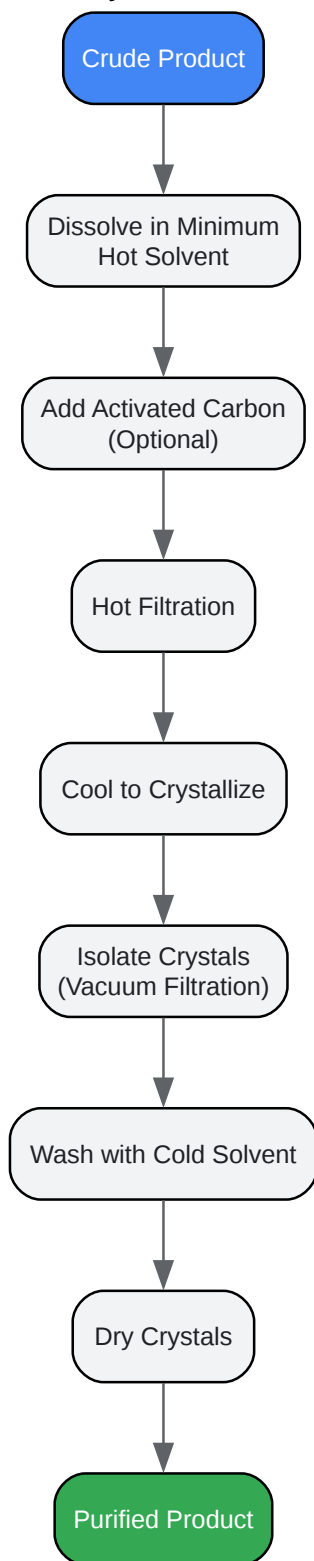 Crude Product
Dissolve in Minimum
Hot Solvent
Add Activated Carbon
(Optional)
Hot Filtration
Cool to Crystallize
Isolate Crystals
(Vacuum Filtration)
Wash with Cold Solvent
Dry Crystals
Purified Product